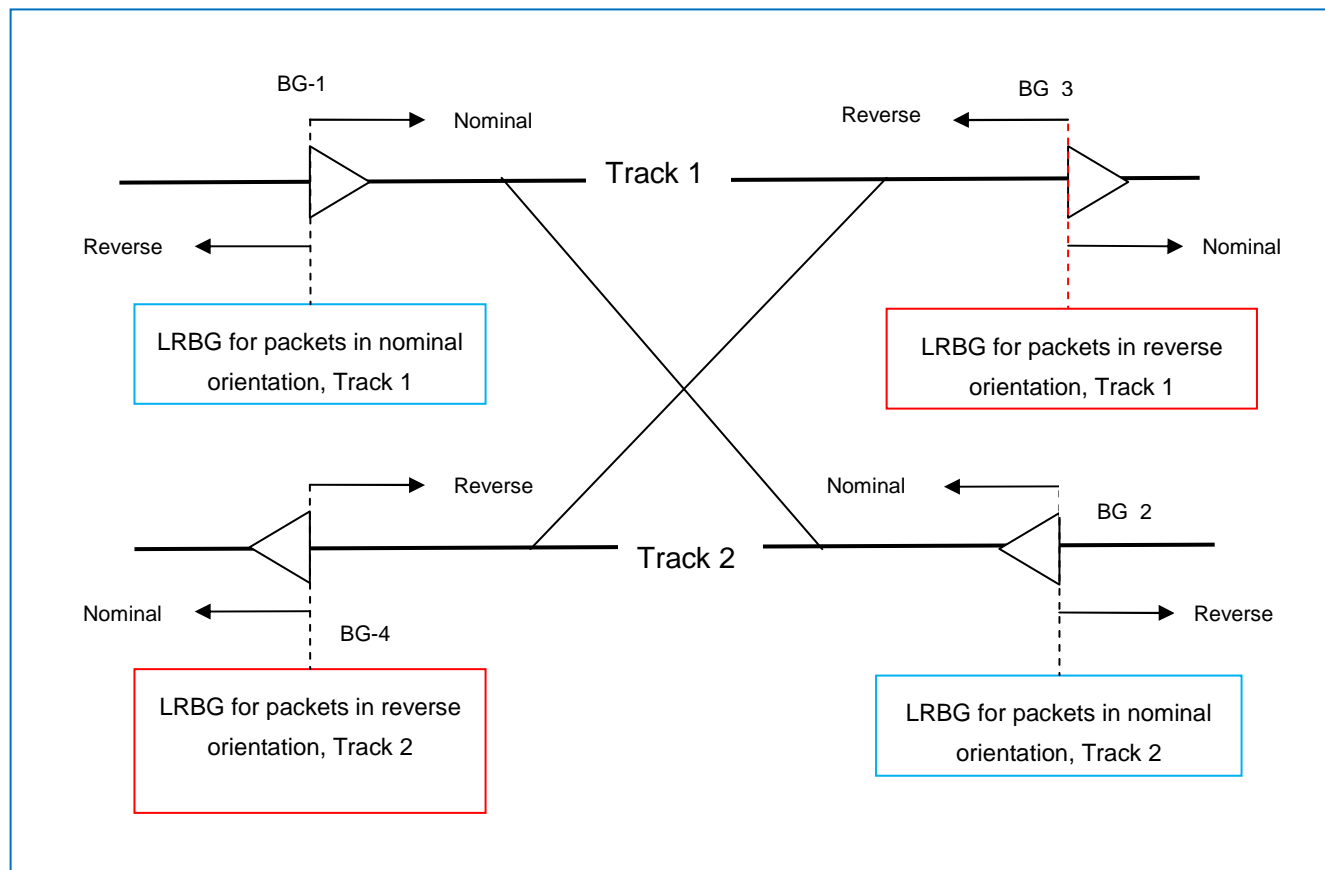 BG-1
Nominal
BG 3
Reverse
Track 1
Reverse
Nominal
LRBG for packets in nominal
orientation, Track 1
LRBG for packets in reverse
orientation, Track 1
Reverse
Nominal
BG 2
Track 2
Nominal
BG-4
Reverse
LRBG for packets in reverse
orientation, Track 2
LRBG for packets in nominal
orientation, Track 2